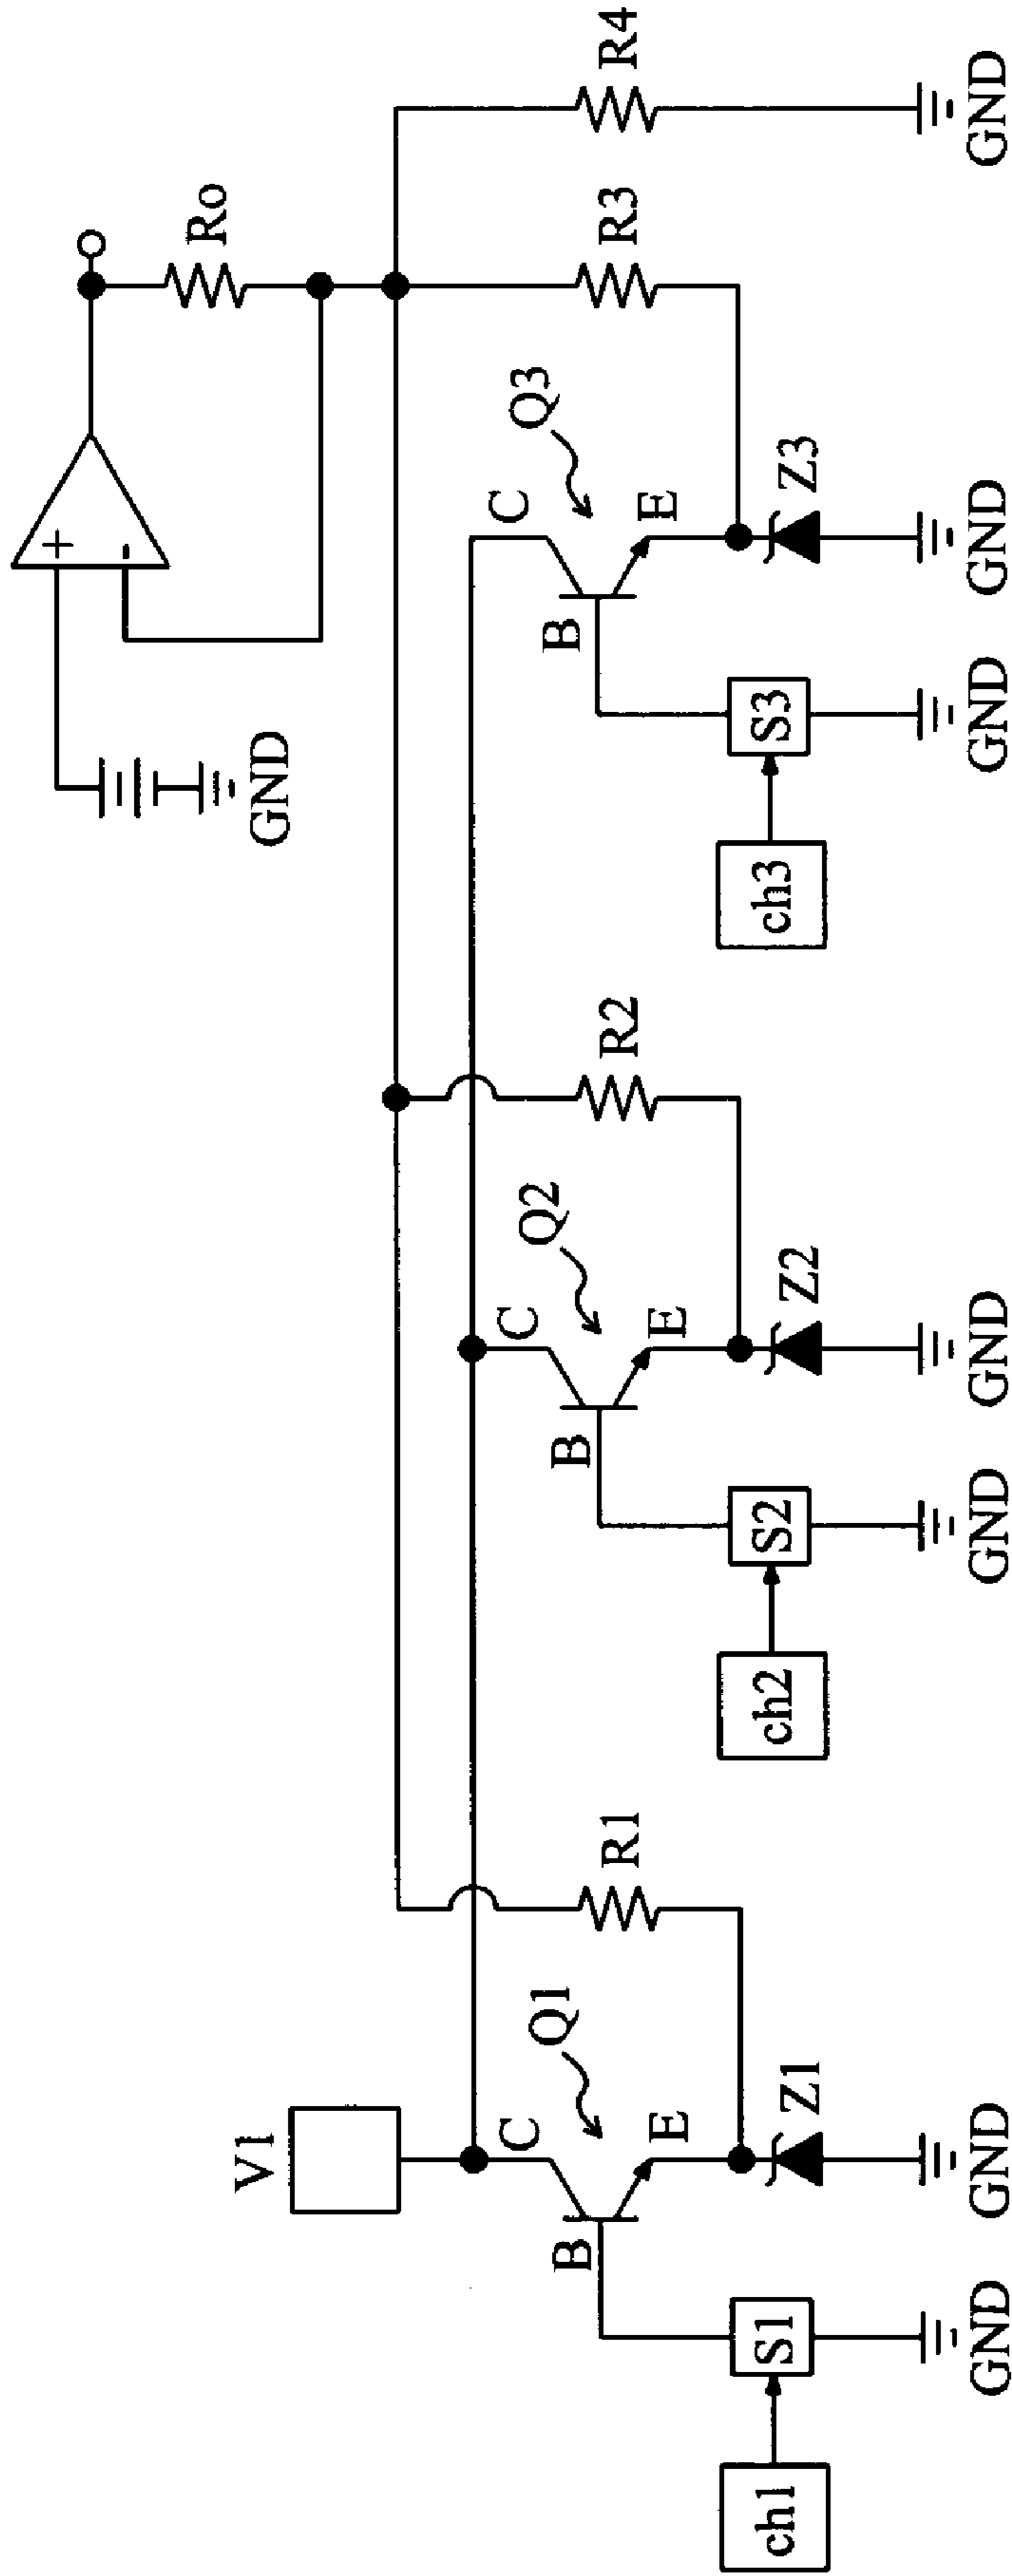 V1
ch1
S1
GND
B
C
Q1
E
Z1
GND
R1
ch2
S2
GND
B
C
Q2
E
Z2
GND
R2
ch3
S3
GND
B
C
Q3
E
Z3
GND
R3
R4
GND
GND
+
-
Ro